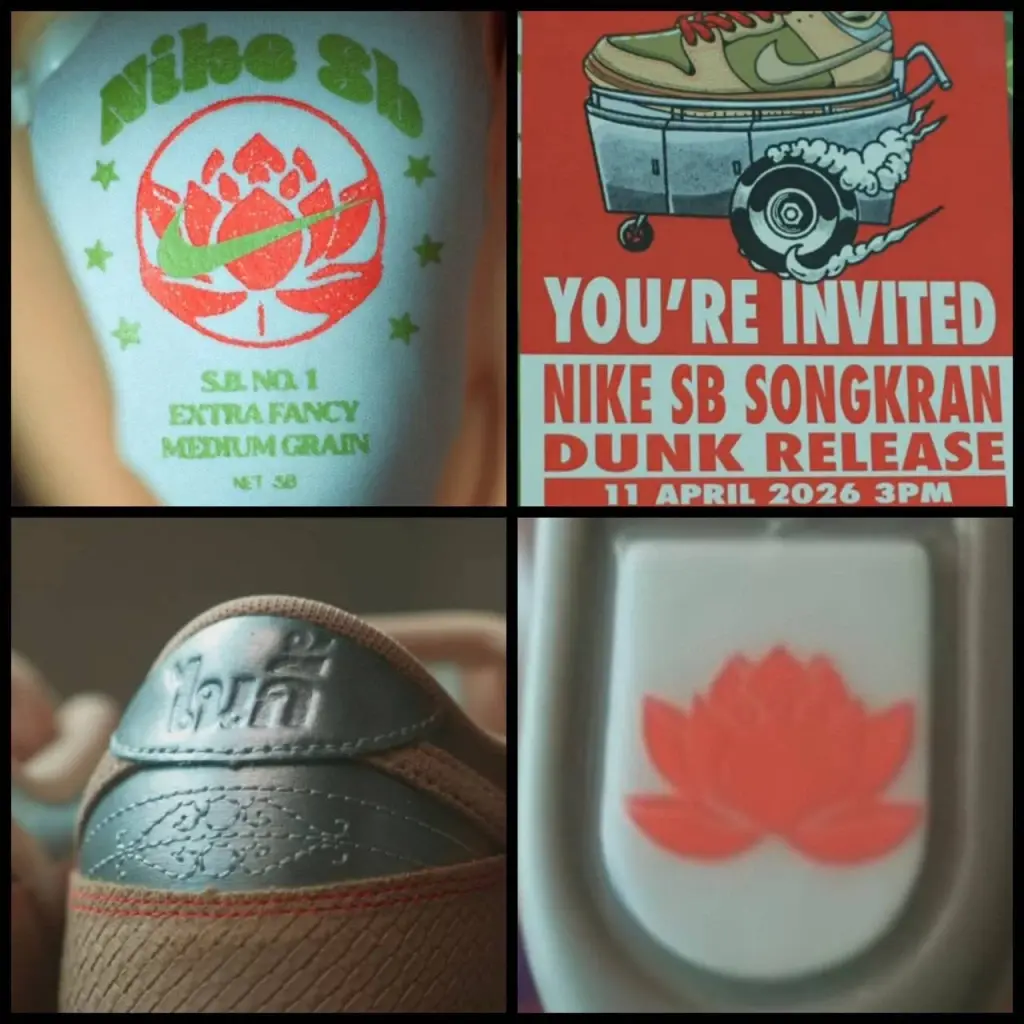 Nike Sb
S.B. NO. 1
EXTRA FANCY
MEDIUM GRAIN
NET SB
YOU'RE INVITED
NIKE SB SONGKRAN
DUNK RELEASE
11 APRIL 2026 3PM
ไนกี้